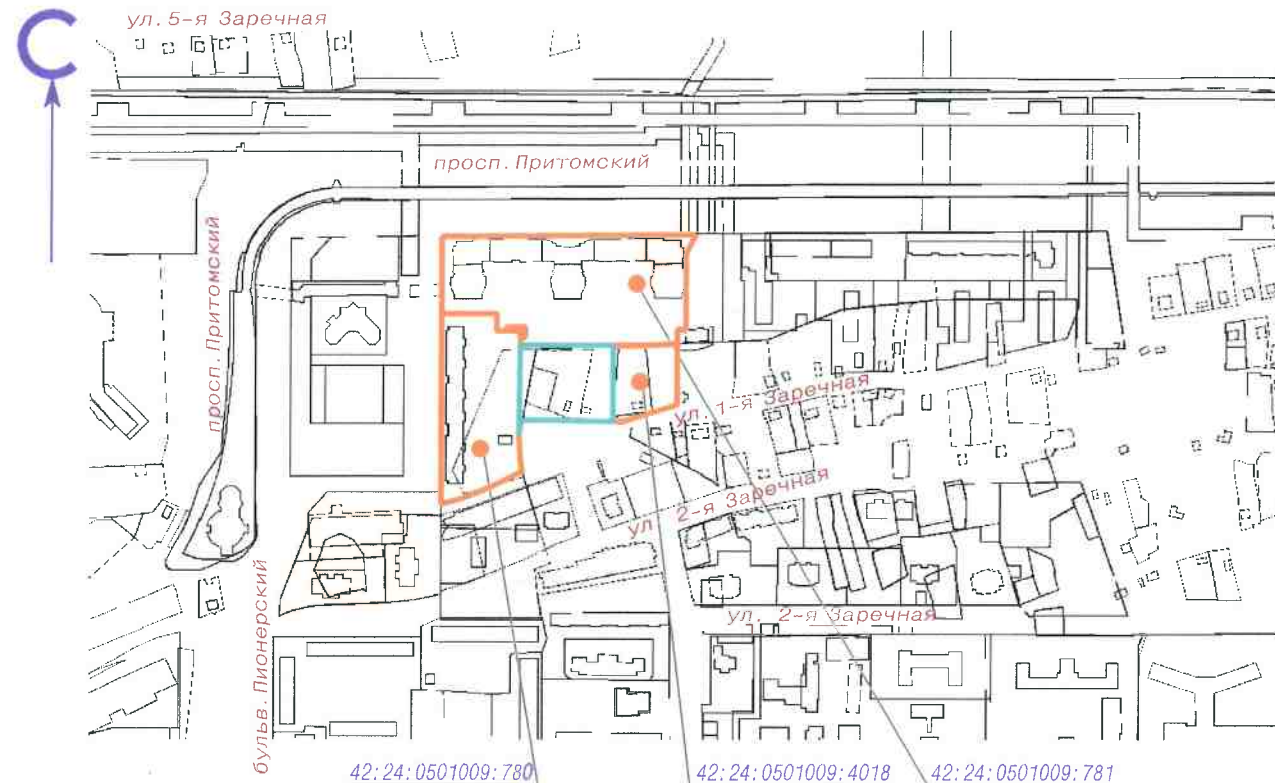 С
ул. 5-я Заречная
просп. Притомский
просп. Притомский
ул. 1-я Заречная
ул. 2-я Заречная
ул. 2-я Заречная
бульв. Пионерский
42:24:0501009:780
42:24:0501009:4018
42:24:0501009:781